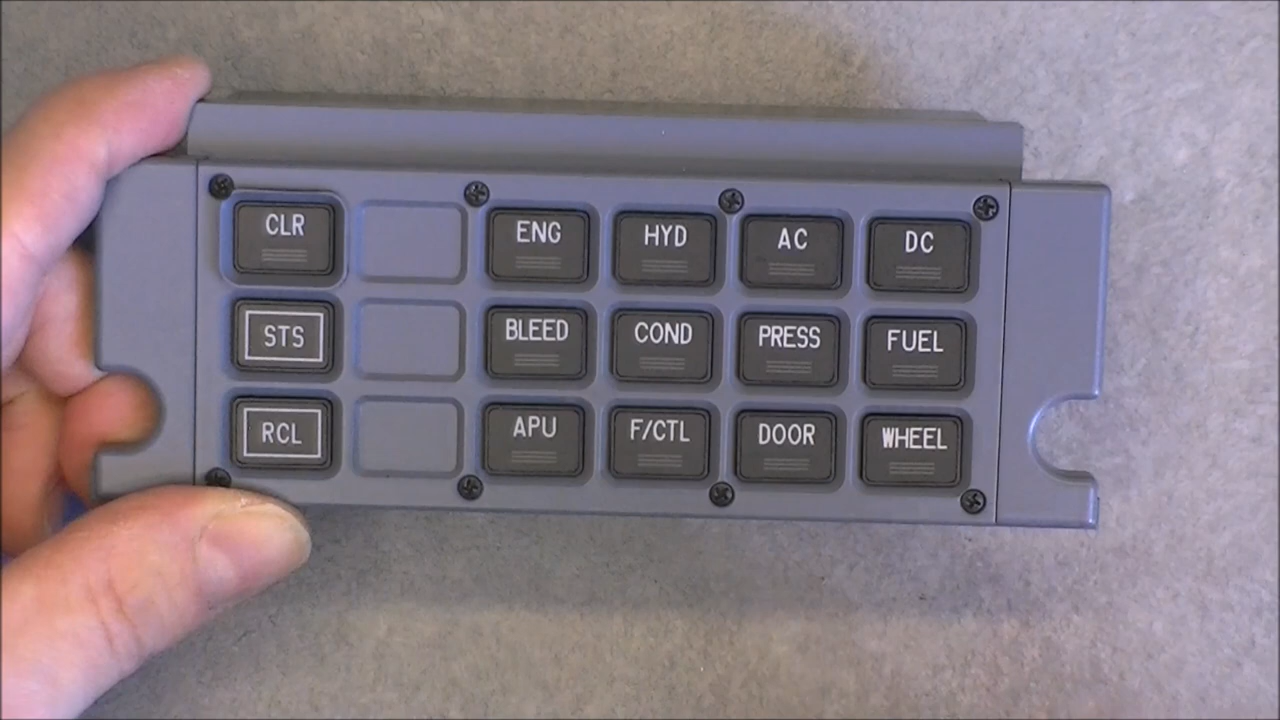 CLR
ENG
HYD
AC
DC
STS
BLEED
COND
PRESS
FUEL
RCL
APU
F/CTL
DOOR
WHEEL